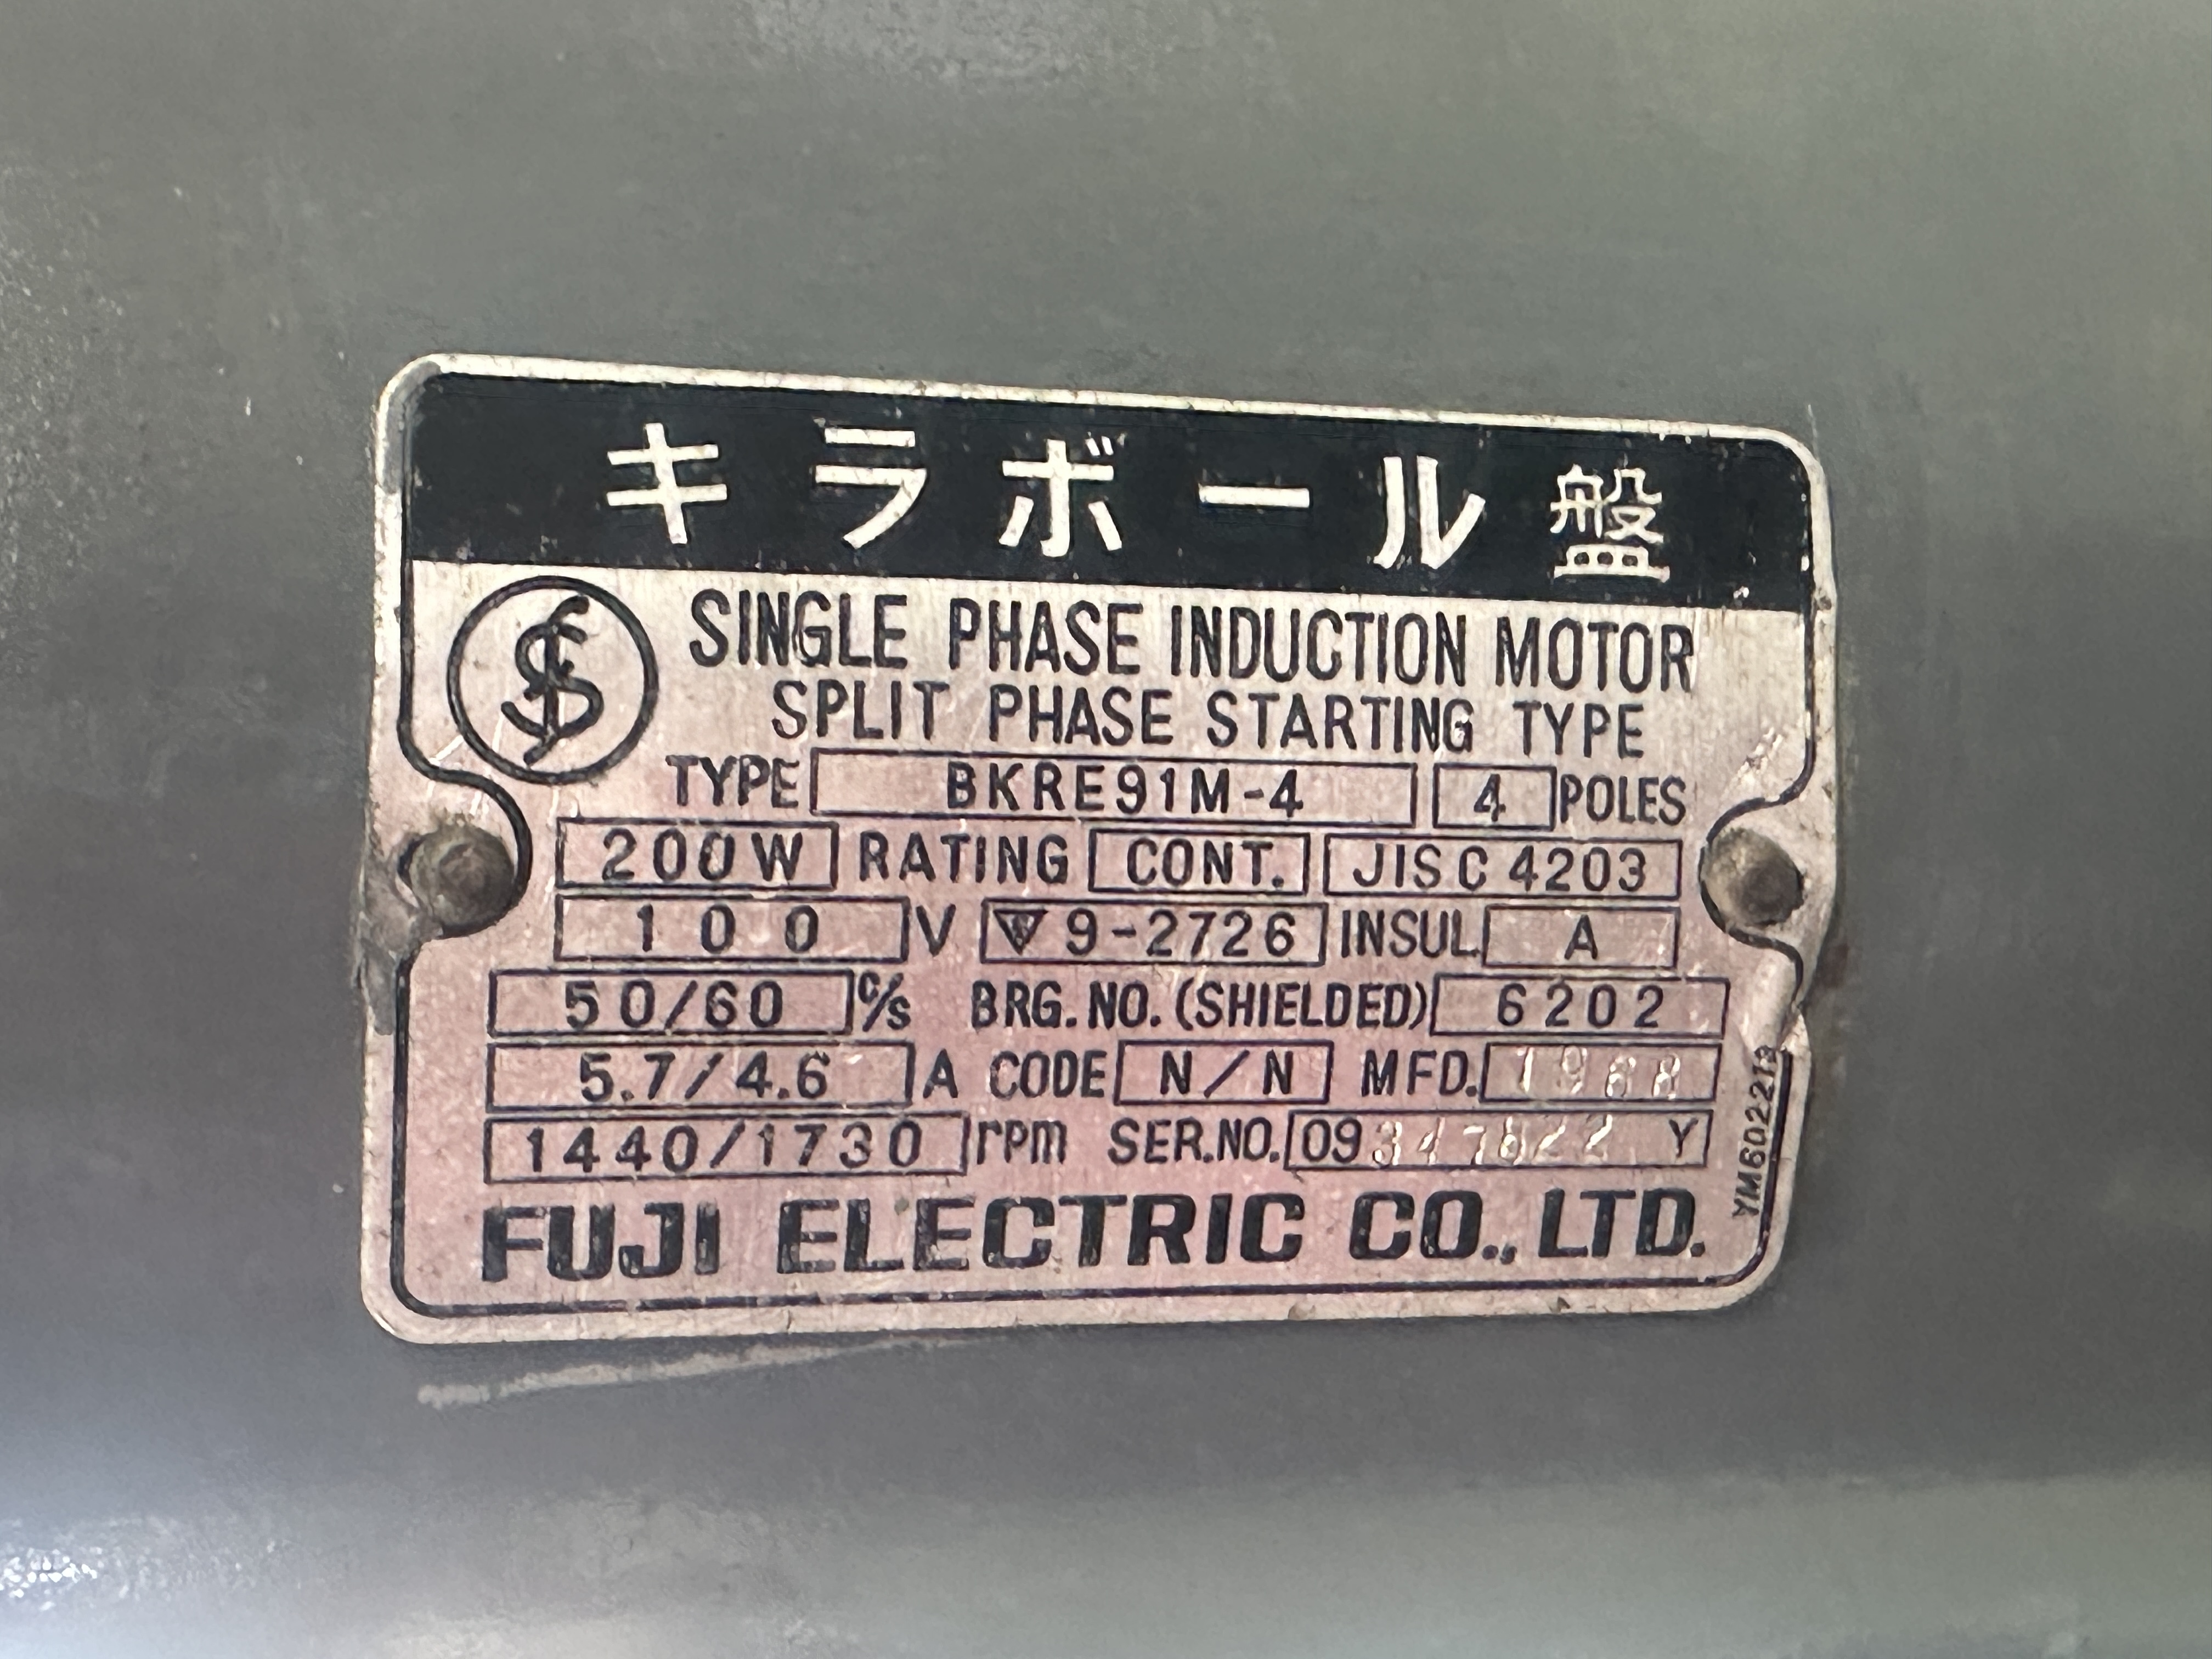 キラボール盤
SINGLE PHASE INDUCTION MOTOR
SPLIT PHASE STARTING TYPE
TYPE BKRE91M-4 4 POLES
200W RATING CONT. JIS C 4203
100 V 9-2726 INSUL. A
50/60 c/s BRG. NO. (SHIELDED) 6202
5.7/4.6 A CODE N/N MFD. 1968
1440/1730 rpm SER. NO. Y
FUJI ELECTRIC CO., LTD.
YM602213